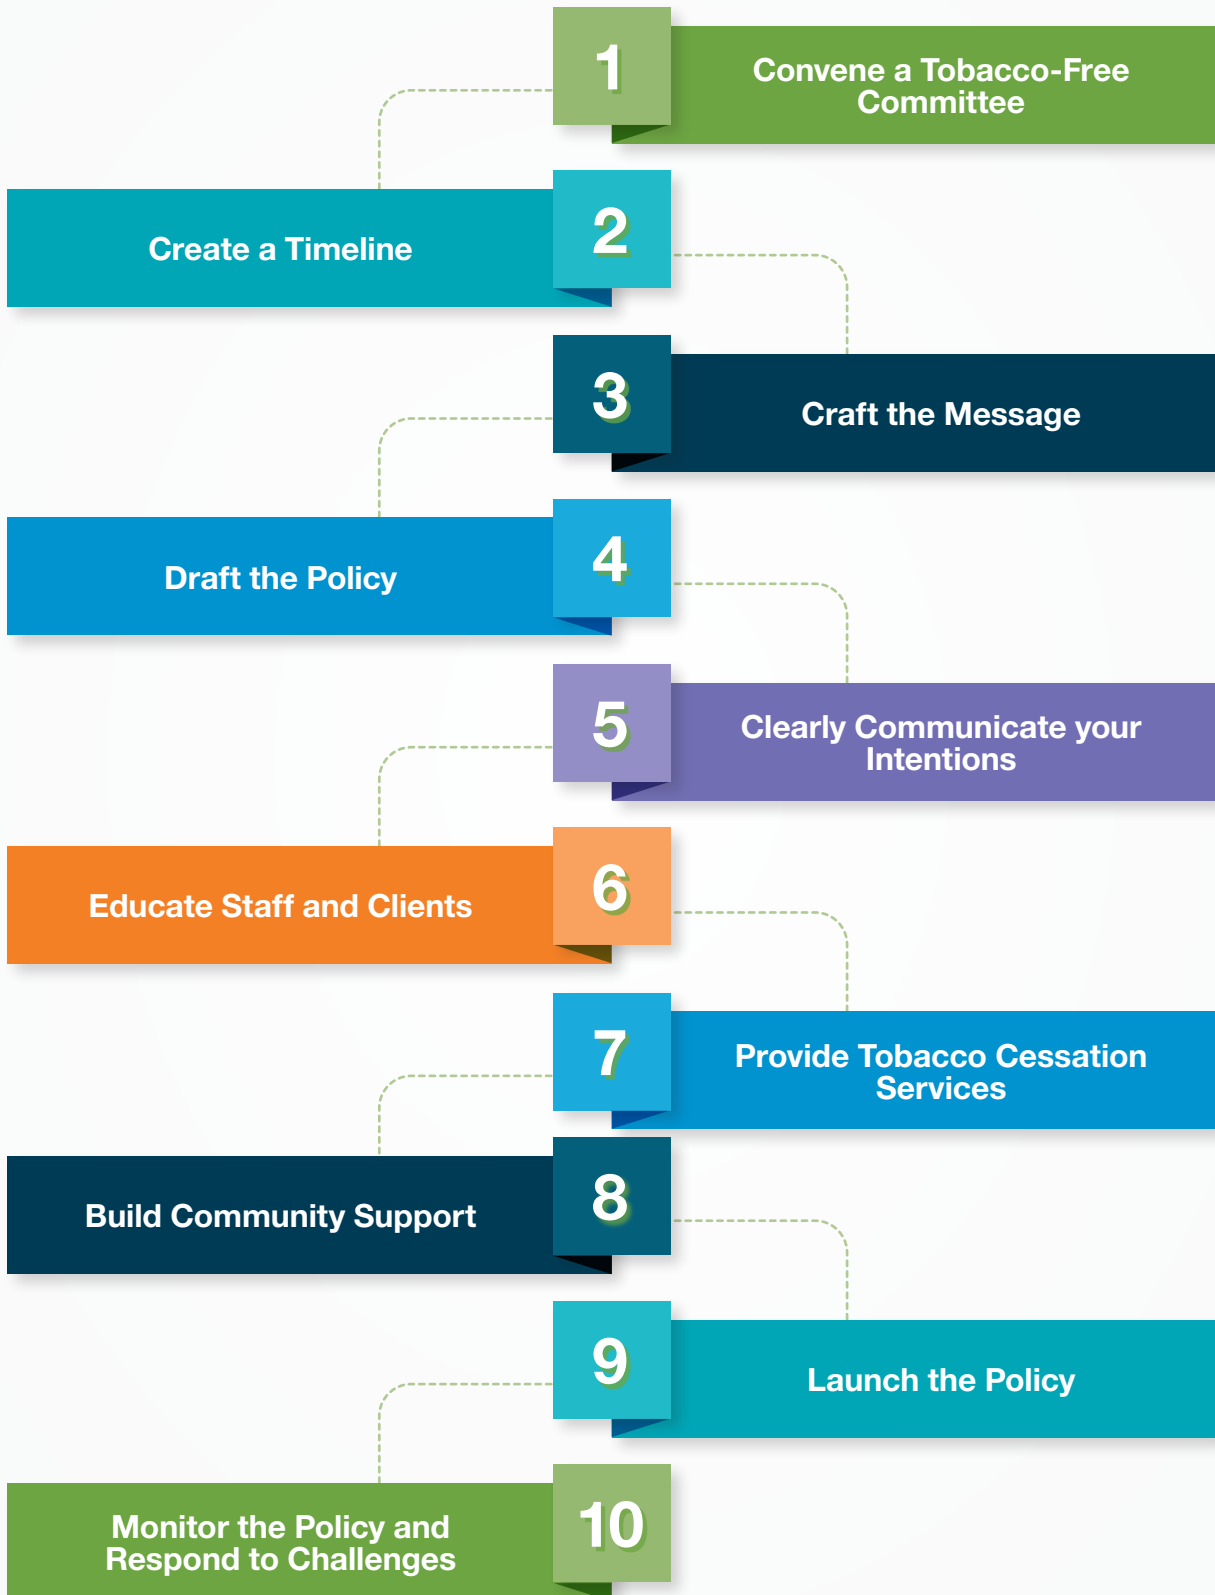 1
Convene a Tobacco-Free
Committee
2
Create a Timeline
3
Craft the Message
4
Draft the Policy
5
Clearly Communicate your
Intentions
6
Educate Staff and Clients
7
Provide Tobacco Cessation
Services
8
Build Community Support
9
Launch the Policy
10
Monitor the Policy and
Respond to Challenges